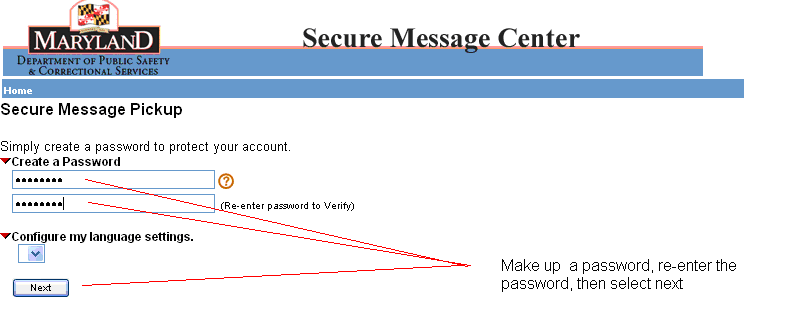 MARYLAND
DEPARTMENT OF PUBLIC SAFETY
& CORRECTIONAL SERVICES
Secure Message Center
Home
Secure Message Pickup
Simply create a password to protect your account.
Create a Password
••••••••
?
••••••••
(Re-enter password to Verify)
Configure my language settings.
Next
Make up a password, re-enter the
password, then select next